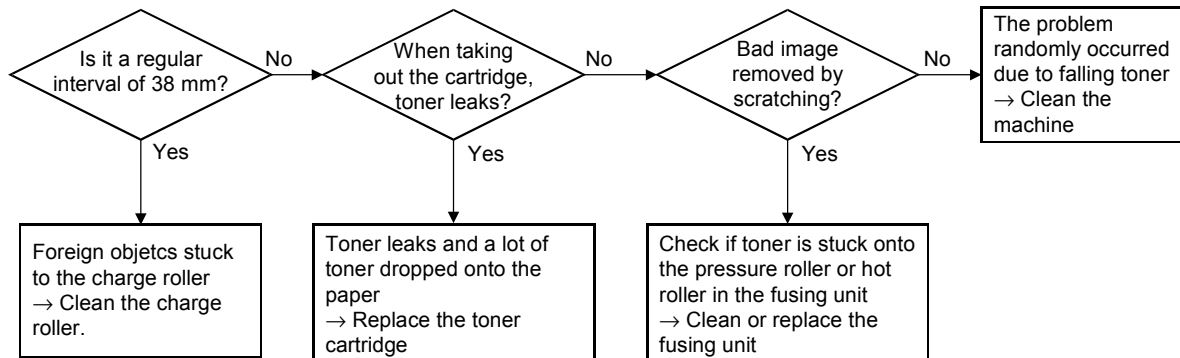 Is it a regular
interval of 38 mm?
No
Yes
When taking
out the cartridge,
toner leaks?
No
Yes
Bad image
removed by
scratching?
No
Yes
The problem
randomly occurred
due to falling toner
→ Clean the
machine
Foreign objetcs stuck
to the charge roller
→ Clean the charge
roller.
Toner leaks and a lot of
toner dropped onto the
paper
→ Replace the toner
cartridge
Check if toner is stuck onto
the pressure roller or hot
roller in the fusing unit
→ Clean or replace the
fusing unit